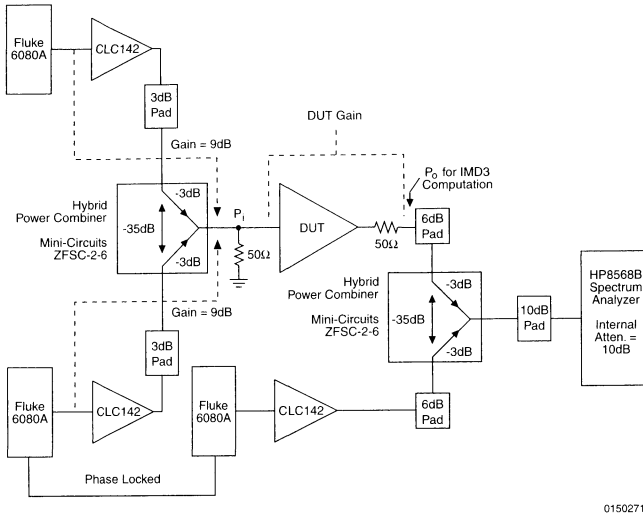 Fluke
6080A
CLC142
3dB
Pad
Gain = 9dB
DUT Gain
Hybrid
Power Combiner
Mini-Circuits
ZFSC-2-6
-3dB
-35dB
-3dB
Pi
50Ω
DUT
50Ω
Po for IMD3
Computation
6dB
Pad
Hybrid
Power Combiner
Mini-Circuits
ZFSC-2-6
-3dB
-35dB
-3dB
10dB
Pad
HP8568B
Spectrum
Analyzer
Internal
Atten. =
10dB
Gain = 9dB
3dB
Pad
Fluke
6080A
CLC142
Fluke
6080A
CLC142
6dB
Pad
Phase Locked
0150271